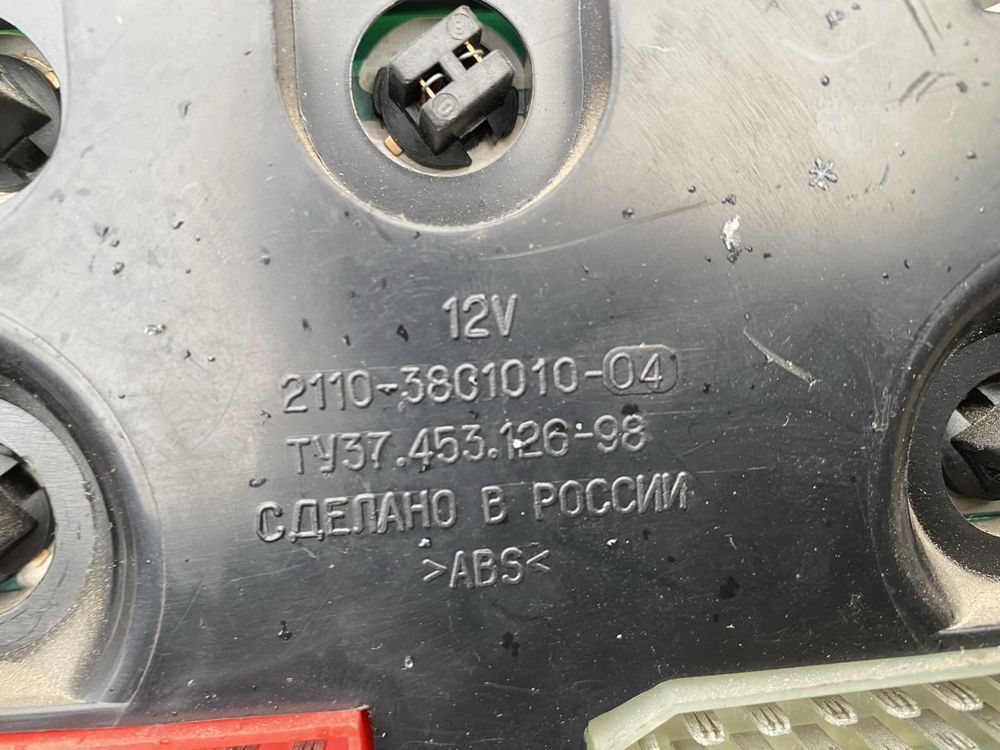 12V
2110-3801010-04
ТУ37.453.126-98
СДЕЛАНО В РОССИИ
>ABS<